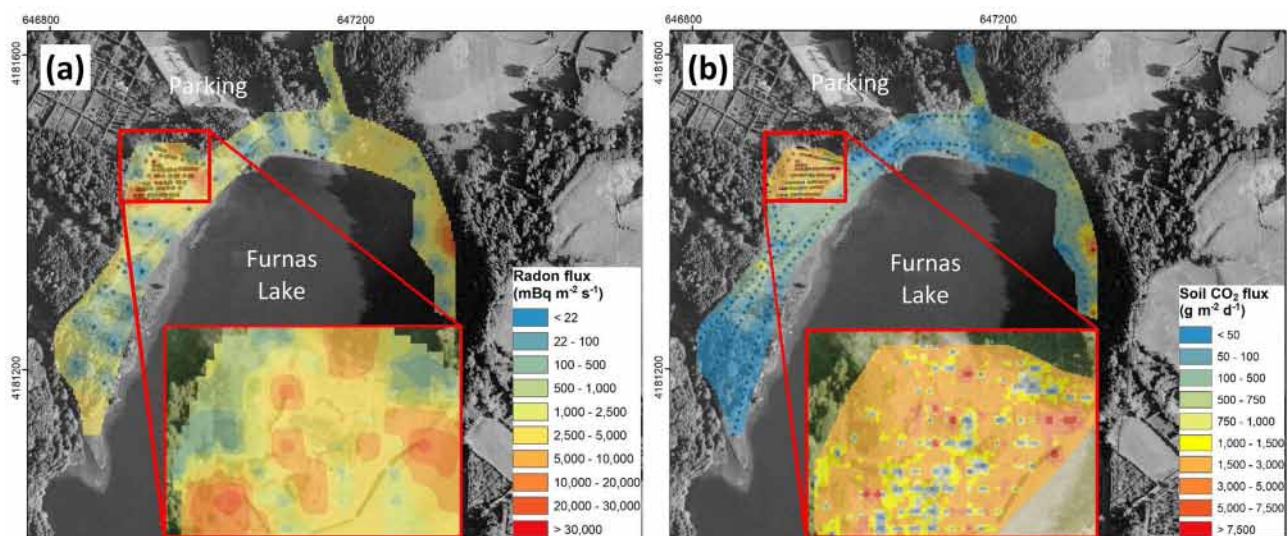 646800
647200
4181600
4181200
(a)
Parking
Furnas
Lake
Radon flux
(mBq m⁻² s⁻¹)
< 22
22 - 100
100 - 500
500 - 1,000
1,000 - 2,500
2,500 - 5,000
5,000 - 10,000
10,000 - 20,000
20,000 - 30,000
> 30,000
646800
647200
4181600
4181200
(b)
Parking
Furnas
Lake
Soil CO₂ flux
(g m⁻² d⁻¹)
< 50
50 - 100
100 - 500
500 - 750
750 - 1,000
1,000 - 1,500
1,500 - 3,000
3,000 - 5,000
5,000 - 7,500
> 7,500